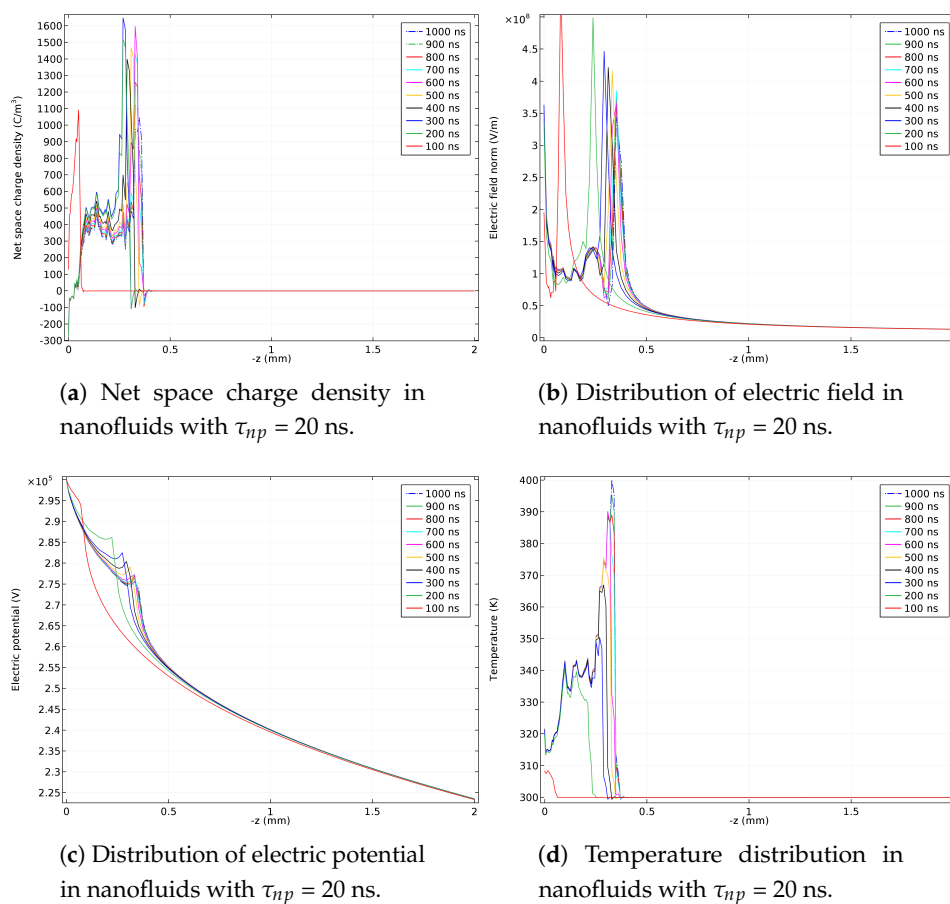 1600
1500
1400
1300
1200
1100
1000
900
800
700
600
500
400
300
200
100
0
-100
-200
-300
Net space charge density (C/m³)
0
0.5
1
1.5
2
-z (mm)
1000 ns
900 ns
800 ns
700 ns
600 ns
500 ns
400 ns
300 ns
200 ns
100 ns
×10⁸
5
4.5
4
3.5
3
2.5
2
1.5
1
0.5
0
Electric field norm (V/m)
0
0.5
1
1.5
-z (mm)
1000 ns
900 ns
800 ns
700 ns
600 ns
500 ns
400 ns
300 ns
200 ns
100 ns
(a) Net space charge density in
nanofluids with τnp = 20 ns.
(b) Distribution of electric field in
nanofluids with τnp = 20 ns.
×10⁵
2.95
2.9
2.85
2.8
2.75
2.7
2.65
2.6
2.55
2.5
2.45
2.4
2.35
2.3
2.25
Electric potential (V)
0
0.5
1
1.5
2
-z (mm)
1000 ns
900 ns
800 ns
700 ns
600 ns
500 ns
400 ns
300 ns
200 ns
100 ns
400
390
380
370
360
350
340
330
320
310
300
Temperature (K)
0
0.5
1
1.5
-z (mm)
1000 ns
900 ns
800 ns
700 ns
600 ns
500 ns
400 ns
300 ns
200 ns
100 ns
(c) Distribution of electric potential
in nanofluids with τnp = 20 ns.
(d) Temperature distribution in
nanofluids with τnp = 20 ns.